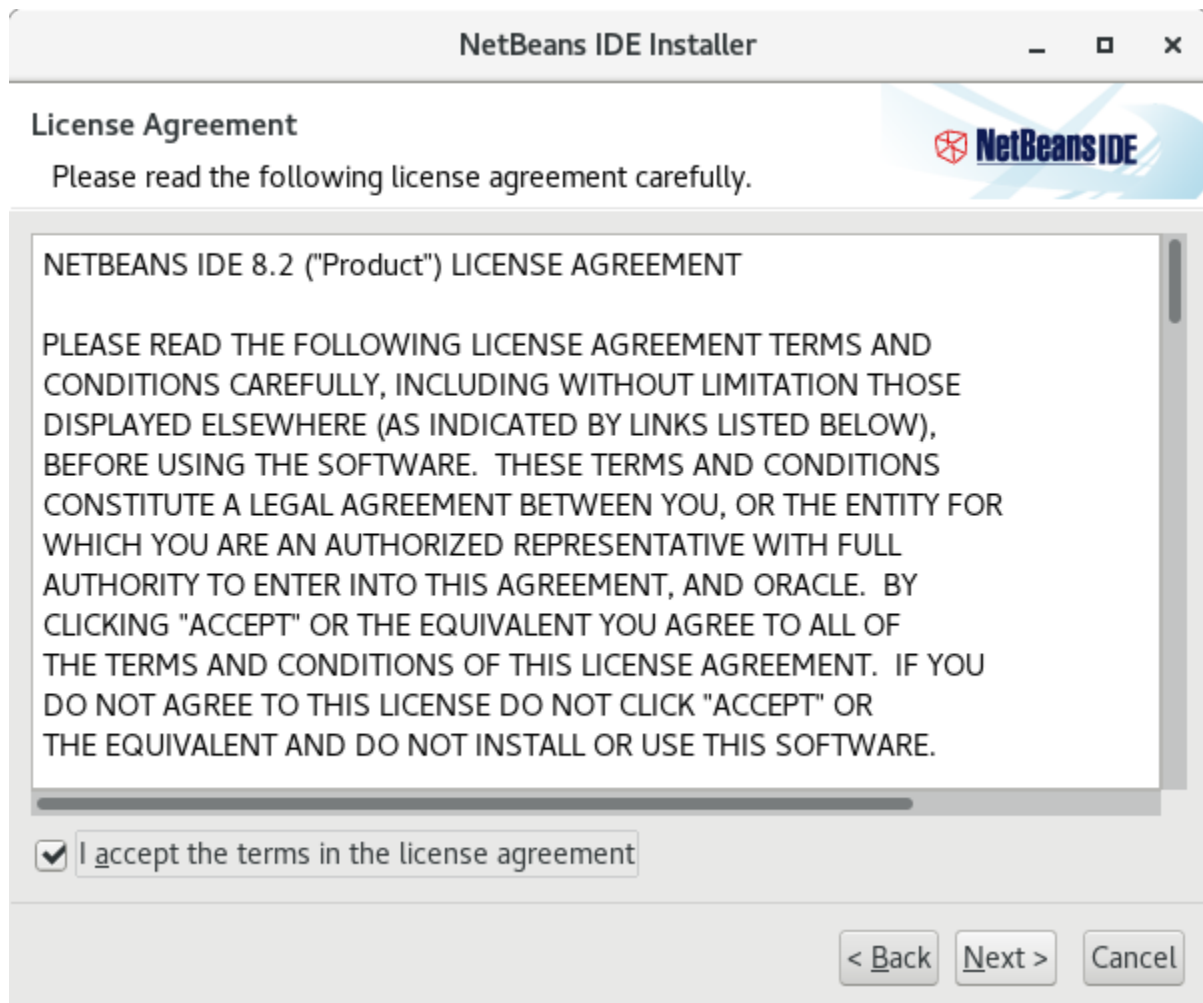 NetBeans IDE Installer
License Agreement
NetBeans IDE
Please read the following license agreement carefully.
NETBEANS IDE 8.2 ("Product") LICENSE AGREEMENT
PLEASE READ THE FOLLOWING LICENSE AGREEMENT TERMS AND
CONDITIONS CAREFULLY, INCLUDING WITHOUT LIMITATION THOSE
DISPLAYED ELSEWHERE (AS INDICATED BY LINKS LISTED BELOW),
BEFORE USING THE SOFTWARE.  THESE TERMS AND CONDITIONS
CONSTITUTE A LEGAL AGREEMENT BETWEEN YOU, OR THE ENTITY FOR
WHICH YOU ARE AN AUTHORIZED REPRESENTATIVE WITH FULL
AUTHORITY TO ENTER INTO THIS AGREEMENT, AND ORACLE.  BY
CLICKING "ACCEPT" OR THE EQUIVALENT YOU AGREE TO ALL OF
THE TERMS AND CONDITIONS OF THIS LICENSE AGREEMENT.  IF YOU
DO NOT AGREE TO THIS LICENSE DO NOT CLICK "ACCEPT" OR
THE EQUIVALENT AND DO NOT INSTALL OR USE THIS SOFTWARE.
I accept the terms in the license agreement
< Back Next > Cancel